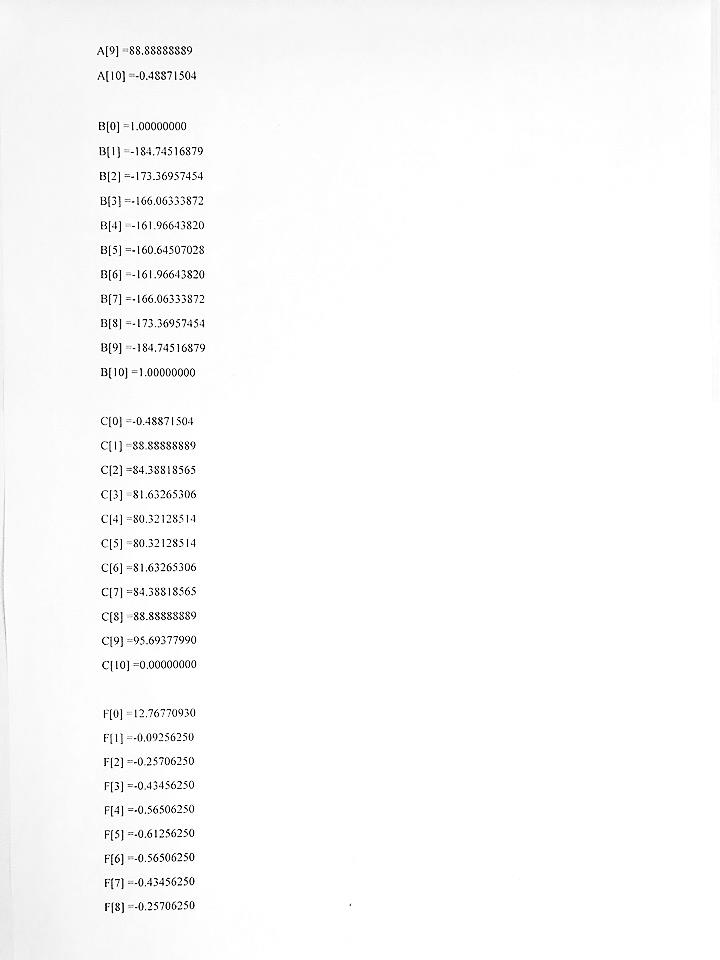 A[9] =88.88888889
A[10] =-0.48871504
B[0] =1.00000000
B[1] =-184.74516879
B[2] =-173.36957454
B[3] =-166.06333872
B[4] =-161.96643820
B[5] =-160.64507028
B[6] =-161.96643820
B[7] =-166.06333872
B[8] =-173.36957454
B[9] =-184.74516879
B[10] =1.00000000
C[0] =-0.48871504
C[1] =88.88888889
C[2] =84.38818565
C[3] =81.63265306
C[4] =80.32128514
C[5] =80.32128514
C[6] =81.63265306
C[7] =84.38818565
C[8] =88.88888889
C[9] =95.69377990
C[10] =0.00000000
F[0] =12.76770930
F[1] =-0.09256250
F[2] =-0.25706250
F[3] =-0.43456250
F[4] =-0.56506250
F[5] =-0.61256250
F[6] =-0.56506250
F[7] =-0.43456250
F[8] =-0.25706250